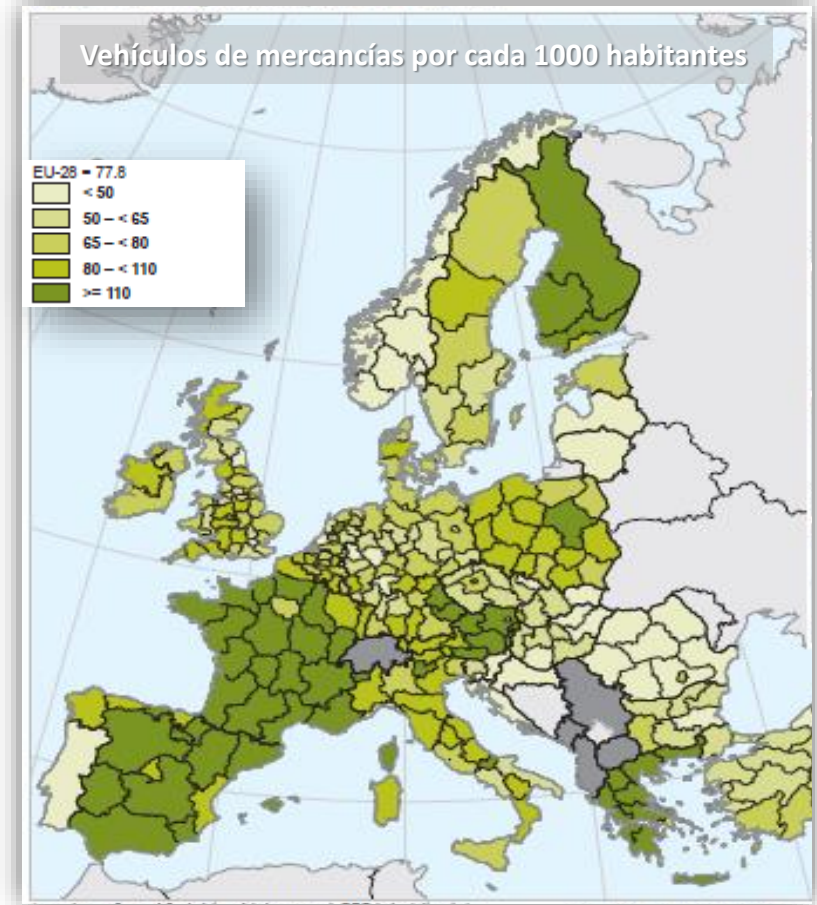 Vehículos de mercancías por cada 1000 habitantes
EU-28 = 77.8
< 50
50 – < 65
65 – < 80
80 – < 110
>= 110